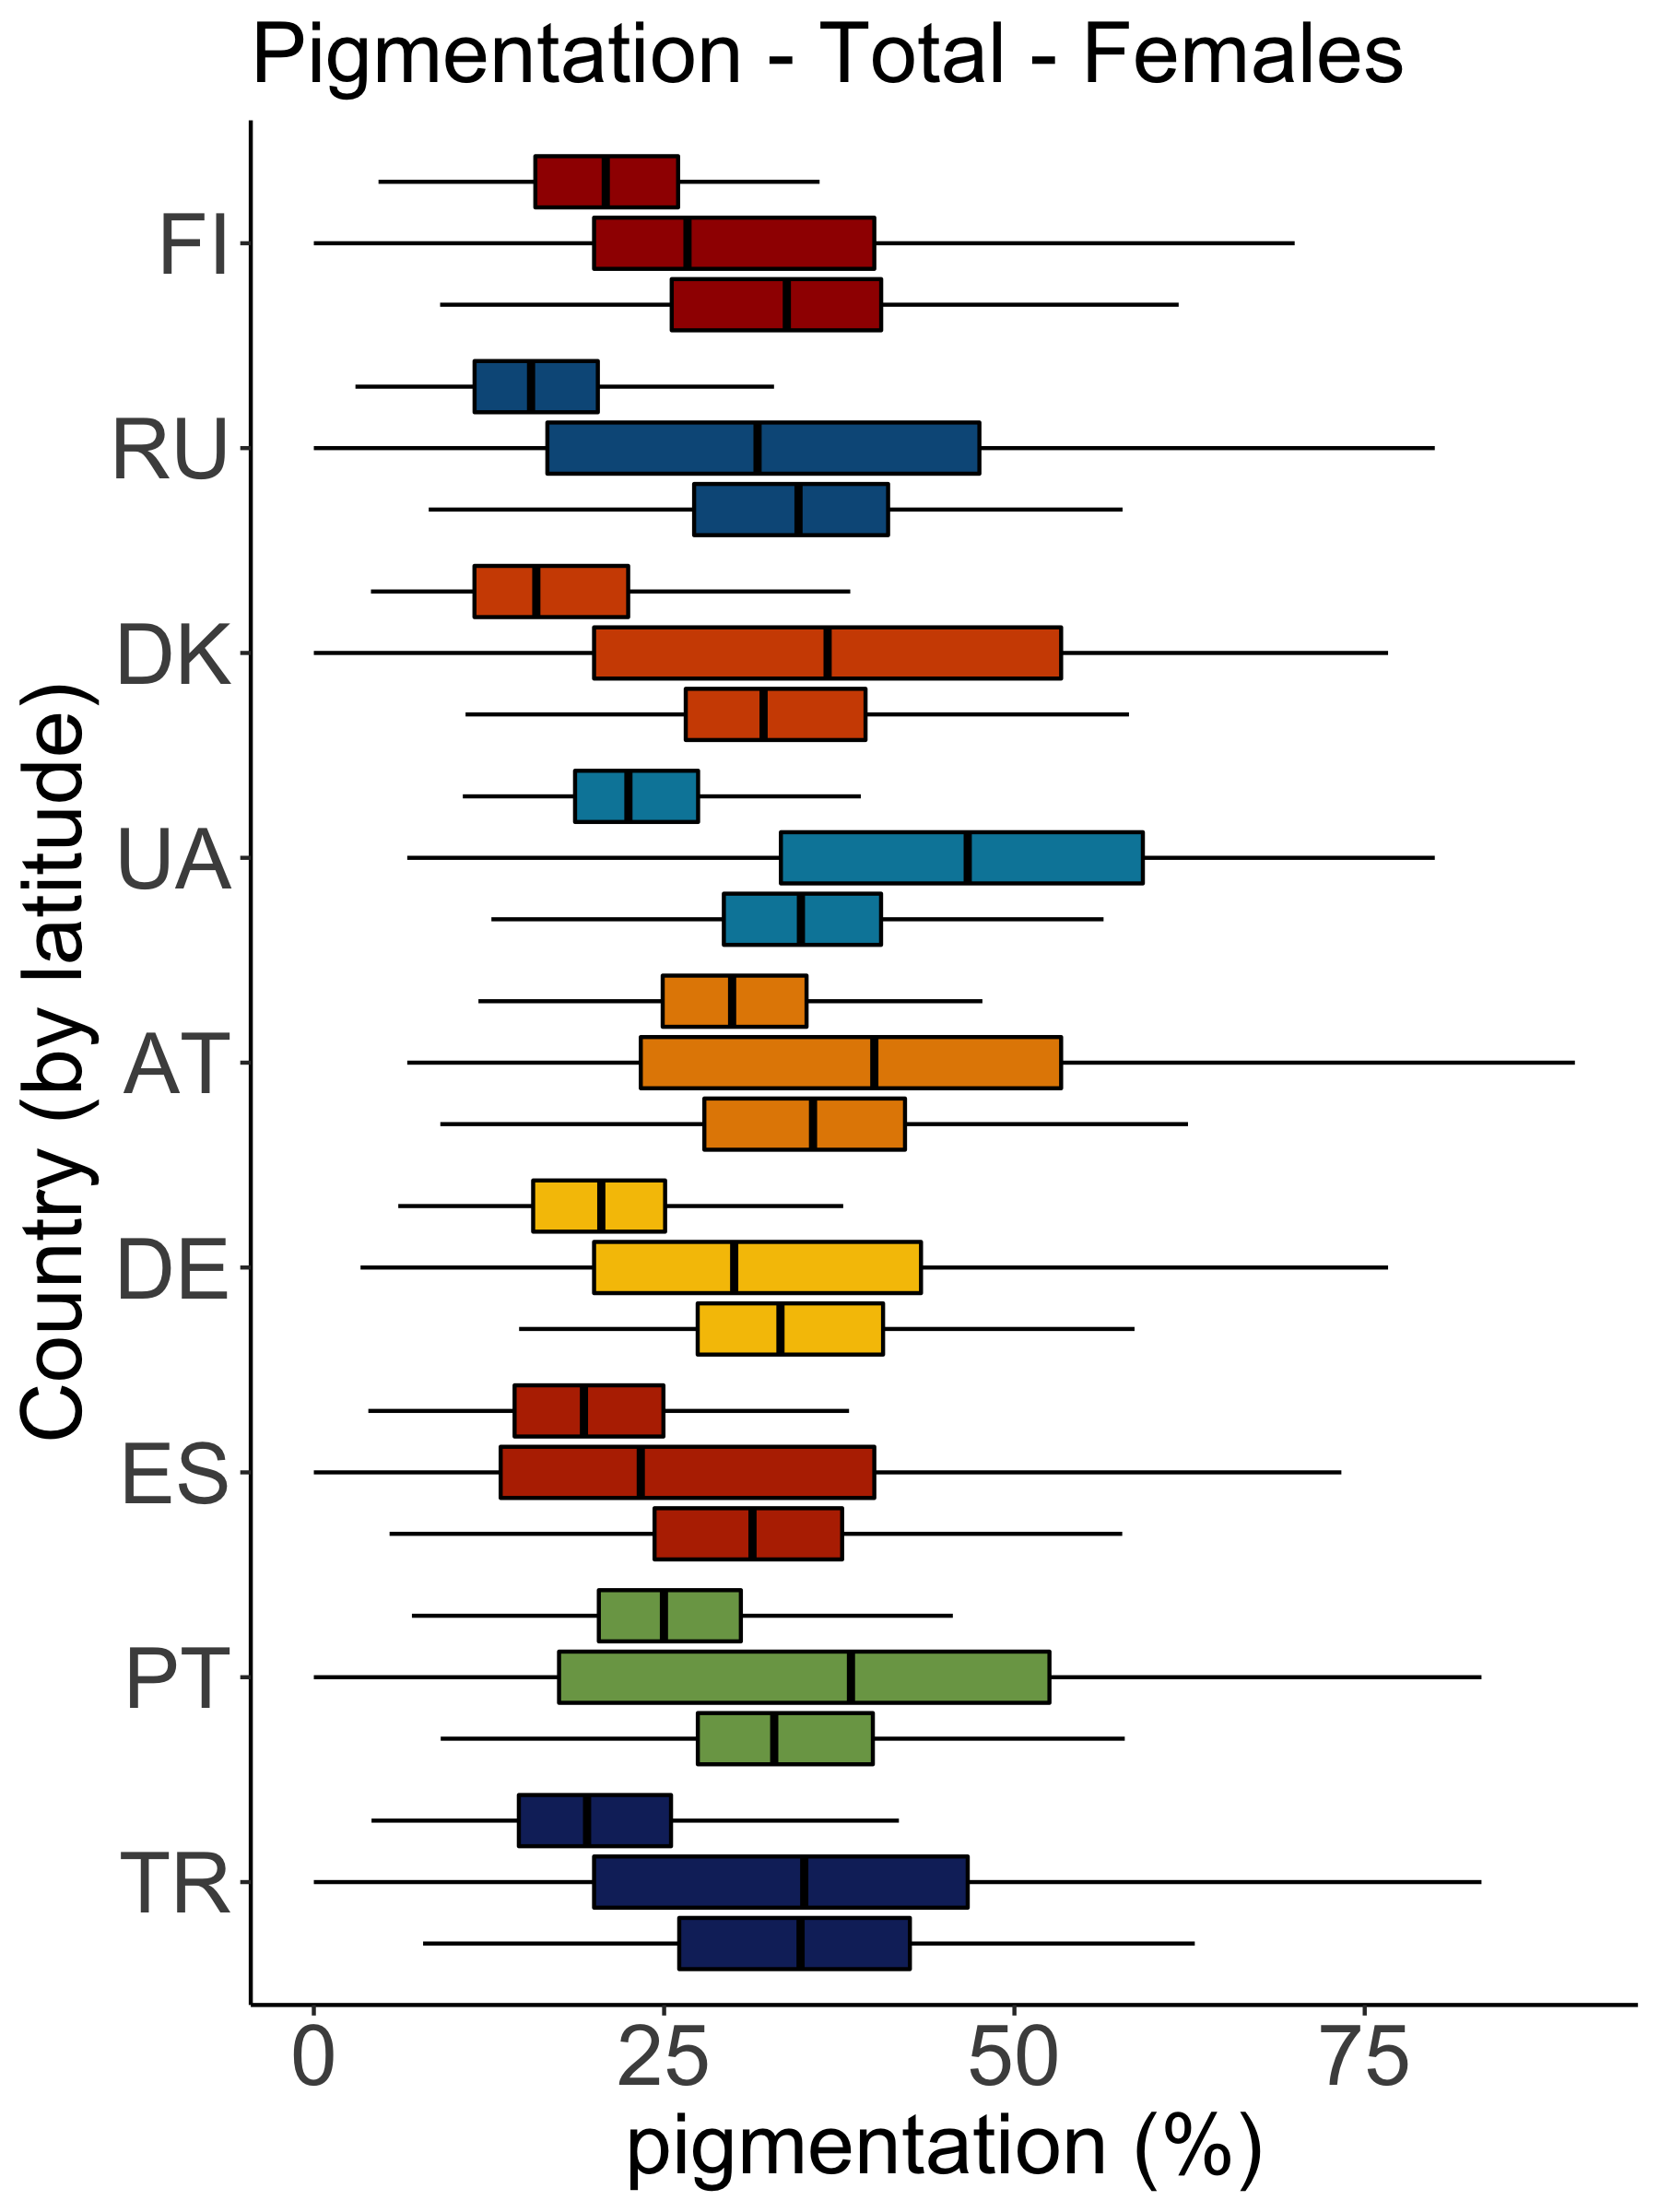 Pigmentation - Total - Females
FI
RU
DK
UA
AT
DE
ES
PT
TR
Country (by latitude)
0 25 50 75
pigmentation (%)